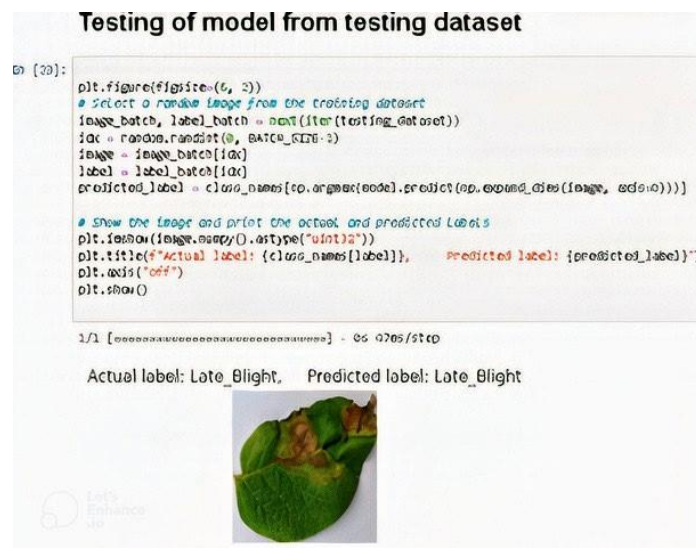 Testing of model from testing dataset
plt.figure(figsize=(6, 2))
# Select a random image from the training dataset
image_batch, label_batch = next(iter(testing_dataset))
idx = random.randint(0, BATCH_SIZE-1)
image = image_batch[idx]
label = label_batch[idx]
predicted_label = class_names[np.argmax(model.predict(np.expand_dims(image, axis=0)))]
# Show the image and print the actual and predicted labels
plt.imshow(image.numpy().astype("uint32"))
plt.title(f"Actual label: {class_names[label]}, Predicted label: {predicted_label}")
plt.axis("off")
plt.show()
1/1 [==============================] - 0s
Actual label: Late_Blight, Predicted label: Late_Blight
Let's
Enhance
.io